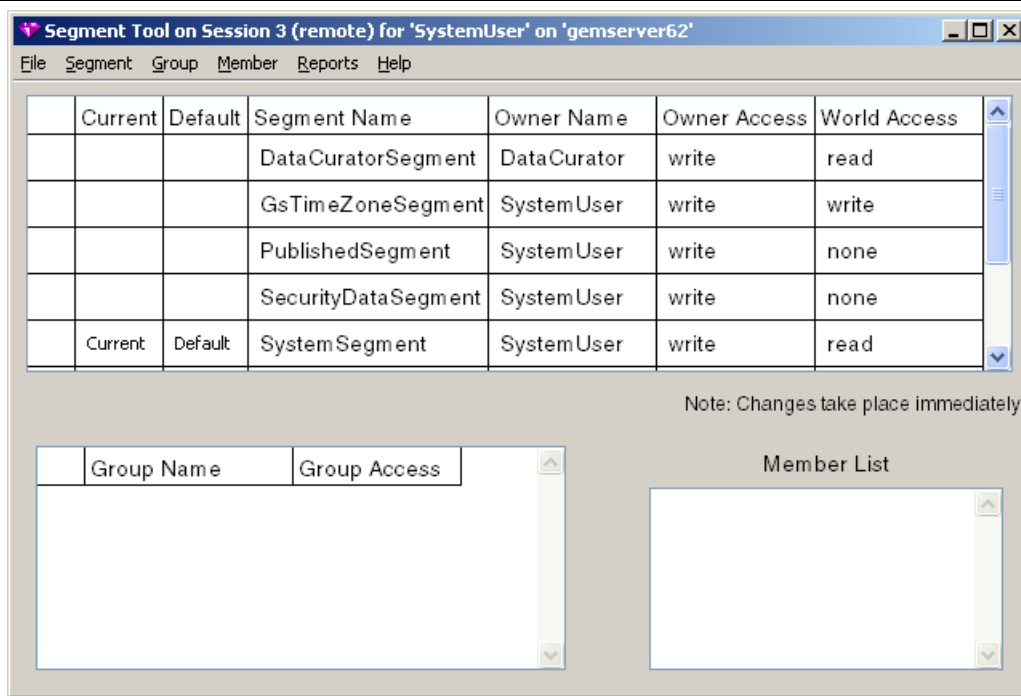 Segment Tool on Session 3 (remote) for 'SystemUser' on 'gemserver62'
File Segment Group Member Reports Help
Current Default Segment Name Owner Name Owner Access World Access
DataCuratorSegment DataCurator write read
GsTimeZoneSegment SystemUser write write
PublishedSegment SystemUser write none
SecurityDataSegment SystemUser write none
Current Default SystemSegment SystemUser write read
Note: Changes take place immediately
Group Name Group Access
Member List